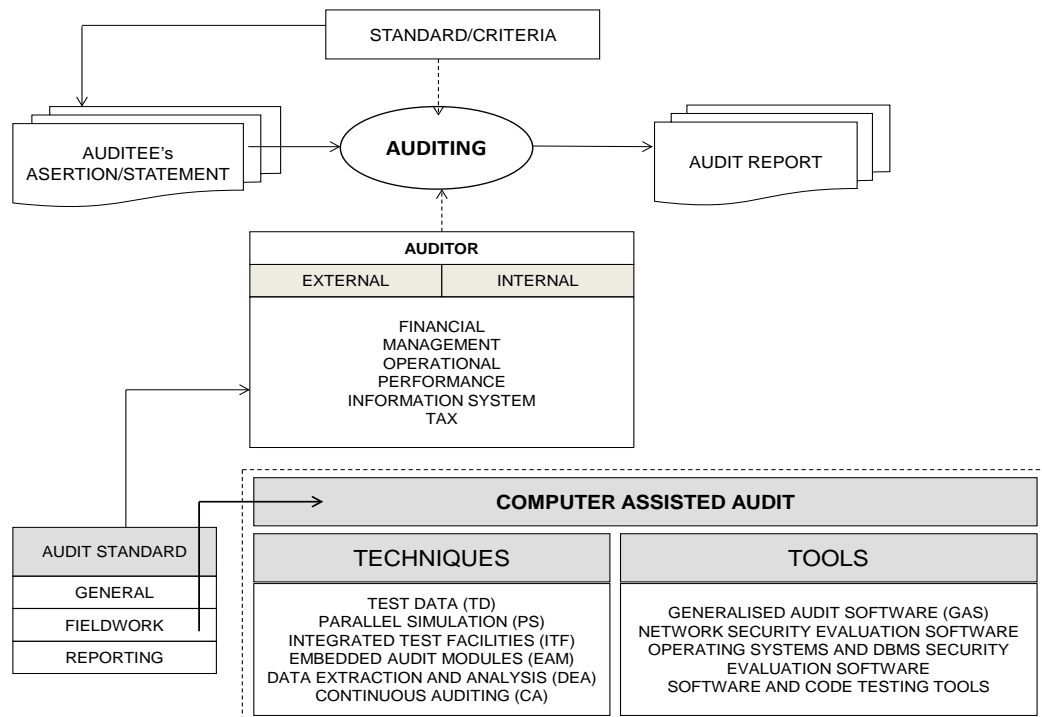 STANDARD/CRITERIA
AUDITEE's
ASERTION/STATEMENT
AUDITING
AUDIT REPORT
AUDITOR
EXTERNAL
INTERNAL
FINANCIAL
MANAGEMENT
OPERATIONAL
PERFORMANCE
INFORMATION SYSTEM
TAX
AUDIT STANDARD
GENERAL
FIELDWORK
REPORTING
COMPUTER ASSISTED AUDIT
TECHNIQUES
TEST DATA (TD)
PARALLEL SIMULATION (PS)
INTEGRATED TEST FACILITIES (ITF)
EMBEDDED AUDIT MODULES (EAM)
DATA EXTRACTION AND ANALYSIS (DEA)
CONTINUOUS AUDITING (CA)
TOOLS
GENERALISED AUDIT SOFTWARE (GAS)
NETWORK SECURITY EVALUATION SOFTWARE
OPERATING SYSTEMS AND DBMS SECURITY
EVALUATION SOFTWARE
SOFTWARE AND CODE TESTING TOOLS